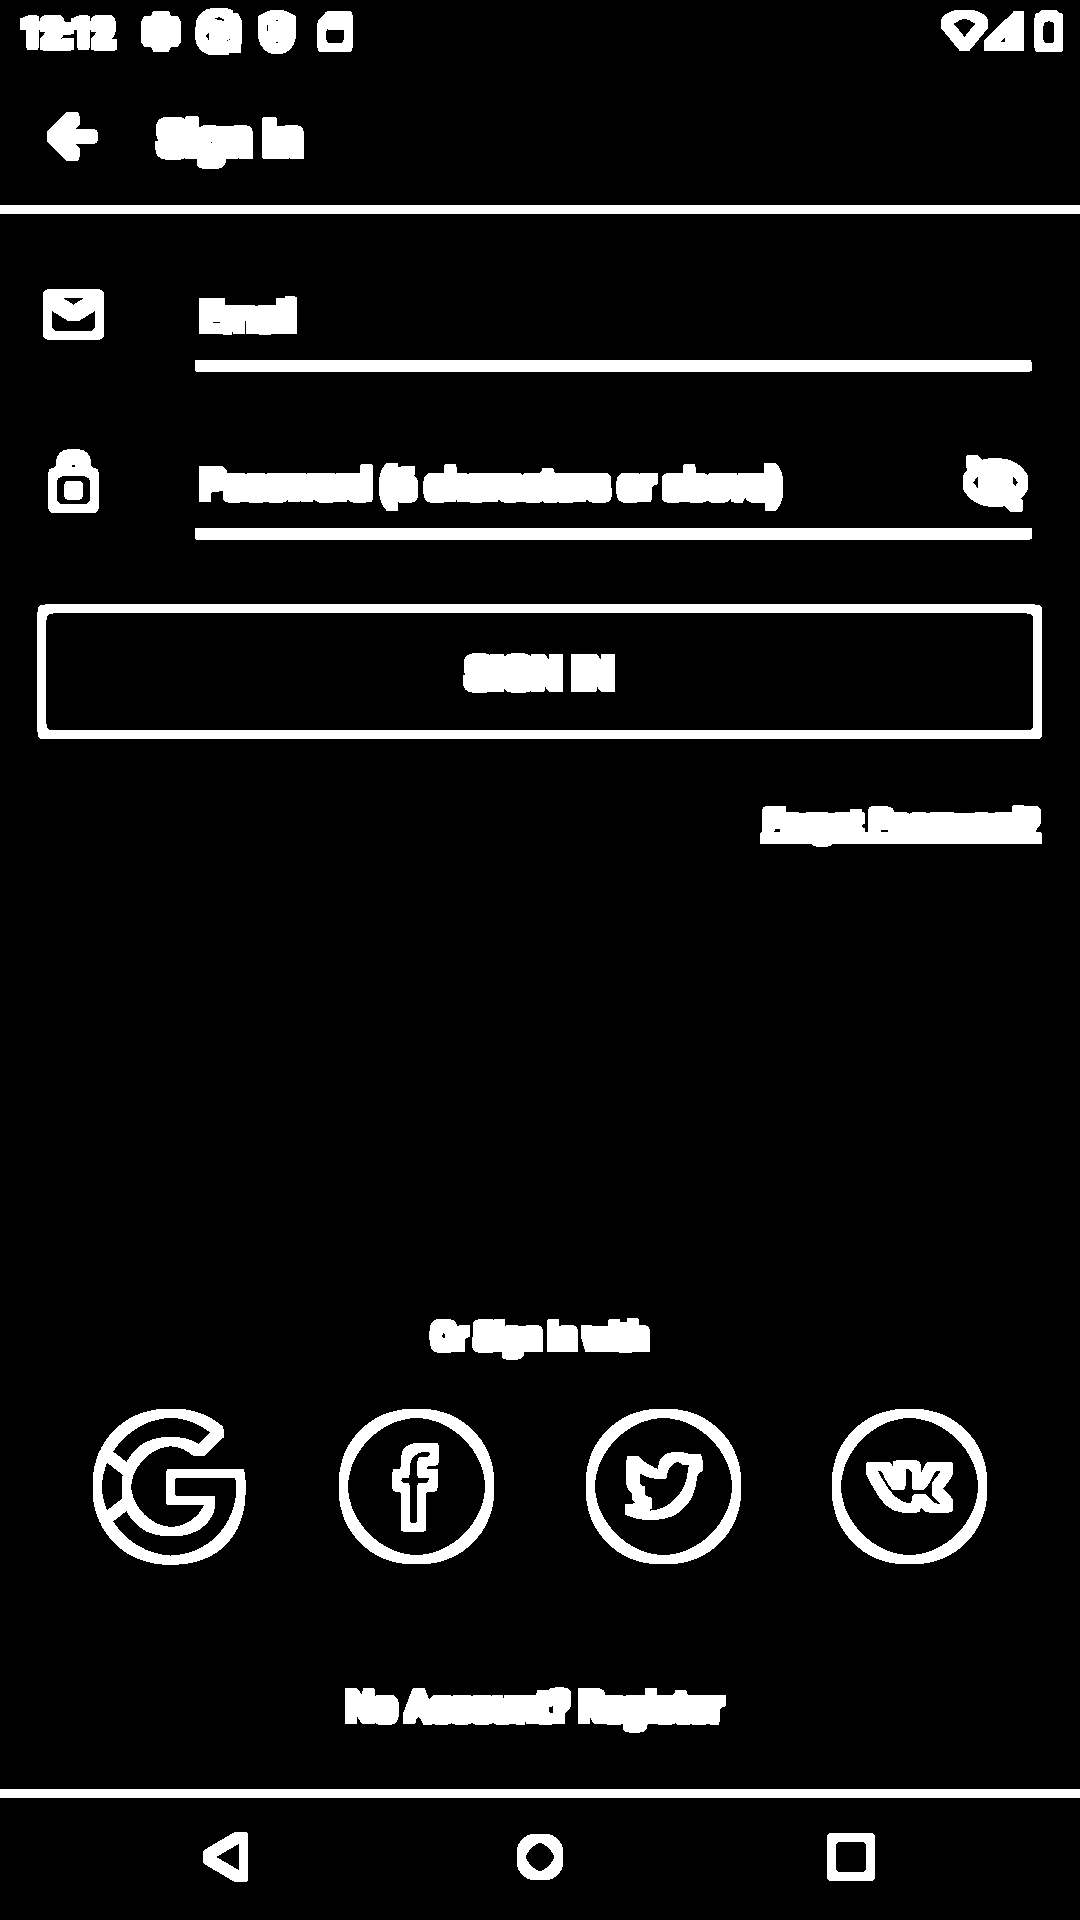 12:12
Sign in
Email
Password (6 characters or above)
SIGN IN
Forgot Password?
Or Sign in with
No Account? Register